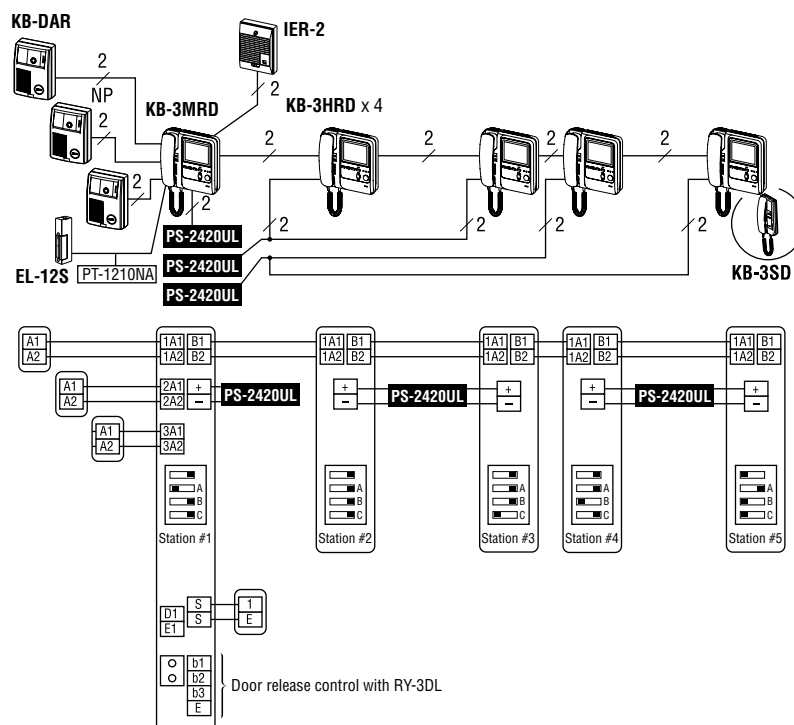 KB-DAR
IER-2
2
NP
2
KB-3MRD
KB-3HRD x 4
2
2
2
2
2
2
2
2
2
2
2
PS-2420UL
PS-2420UL
PS-2420UL
EL-12S
PT-1210NA
KB-3SD
A1
A2
1A1 B1
1A2 B2
1A1 B1
1A2 B2
1A1 B1
1A2 B2
1A1 B1
1A2 B2
1A1 B1
1A2 B2
A1
A2
2A1 +
2A2 −
PS-2420UL
+
−
PS-2420UL
+
−
+
−
PS-2420UL
+
−
A1
A2
3A1
3A2
A
B
C
A
B
C
A
B
C
A
B
C
A
B
C
Station #1
Station #2
Station #3
Station #4
Station #5
D1
E1
S
S
1
E
b1
b2
b3
E
Door release control with RY-3DL